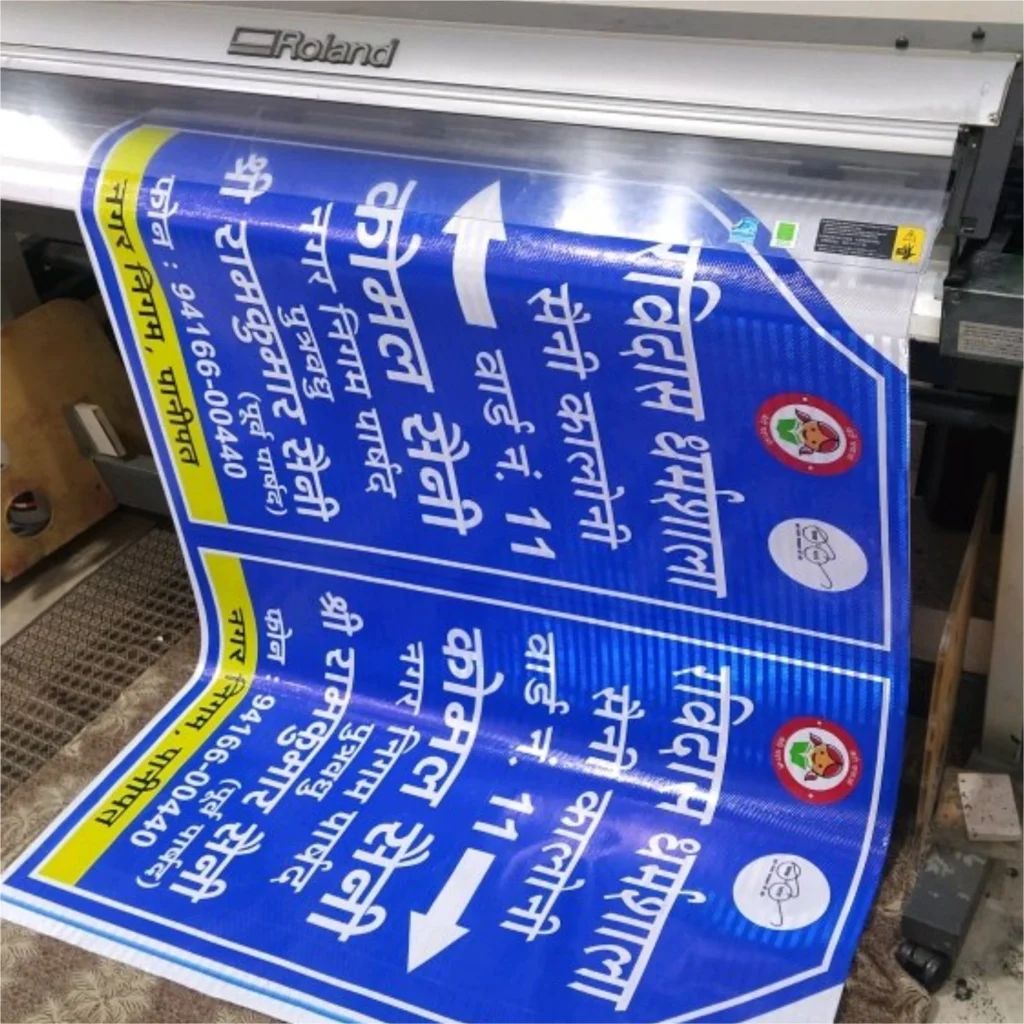 Roland
रविदास धर्मशाला
सैनी कालोनी
वार्ड नं. 11
कोमल सैनी
नगर निगम पार्षद
पुत्रवधु
श्री रामकुमार सैनी
(पूर्व पार्षद)
फोन : 94166-00440
नगर निगम, पानीपत
रविदास धर्मशाला
सैनी कालोनी
वार्ड नं. 11
कोमल सैनी
नगर निगम पार्षद
पुत्रवधु
श्री रामकुमार सैनी
(पूर्व पार्षद)
फोन : 94166-00440
नगर निगम, पानीपत